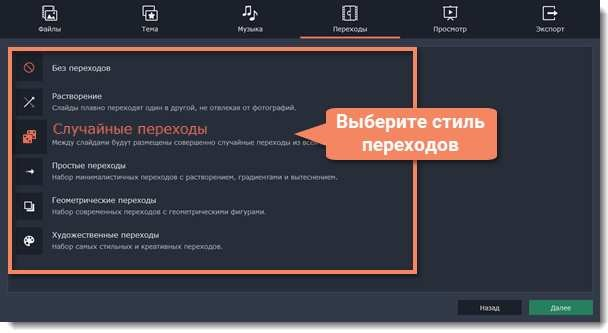 Файлы Тема Музыка Переходы Просмотр Экспорт
Без переходов
Растворение
Слайды плавно переходят один в другой, не отвлекая от фотографий.
Случайные переходы
Между слайдами будут размещены совершенно случайные переходы из всех
Выберите стиль
переходов
Простые переходы
Набор минималистичных переходов с растворением, градиентами и вытеснением.
Геометрические переходы
Набор современных переходов с геометрическими фигурами.
Художественные переходы
Набор самых стильных и креативных переходов.
Назад Далее